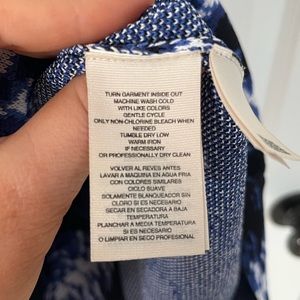 TURN GARMENT INSIDE OUT
MACHINE WASH COLD
WITH LIKE COLORS
GENTLE CYCLE
ONLY NON-CHLORINE BLEACH WHEN
NEEDED
TUMBLE DRY LOW
WARM IRON
IF NECESSARY
OR PROFESSIONALLY DRY CLEAN
VOLVER AL REVES ANTES
LAVAR A MAQUINA EN AGUA FRIA
CON COLORES SIMILARES
CICLO SUAVE
SOLAMENTE BLANQUEADOR SIN
CLORO SI ES NECESARIO
SECAR EN SECADORA A BAJA
TEMPERATURA
PLANCHAR A MEDIA TEMPERATURA
SI ES NECESARIO
O LIMPIAR EN SECO PROFESIONAL